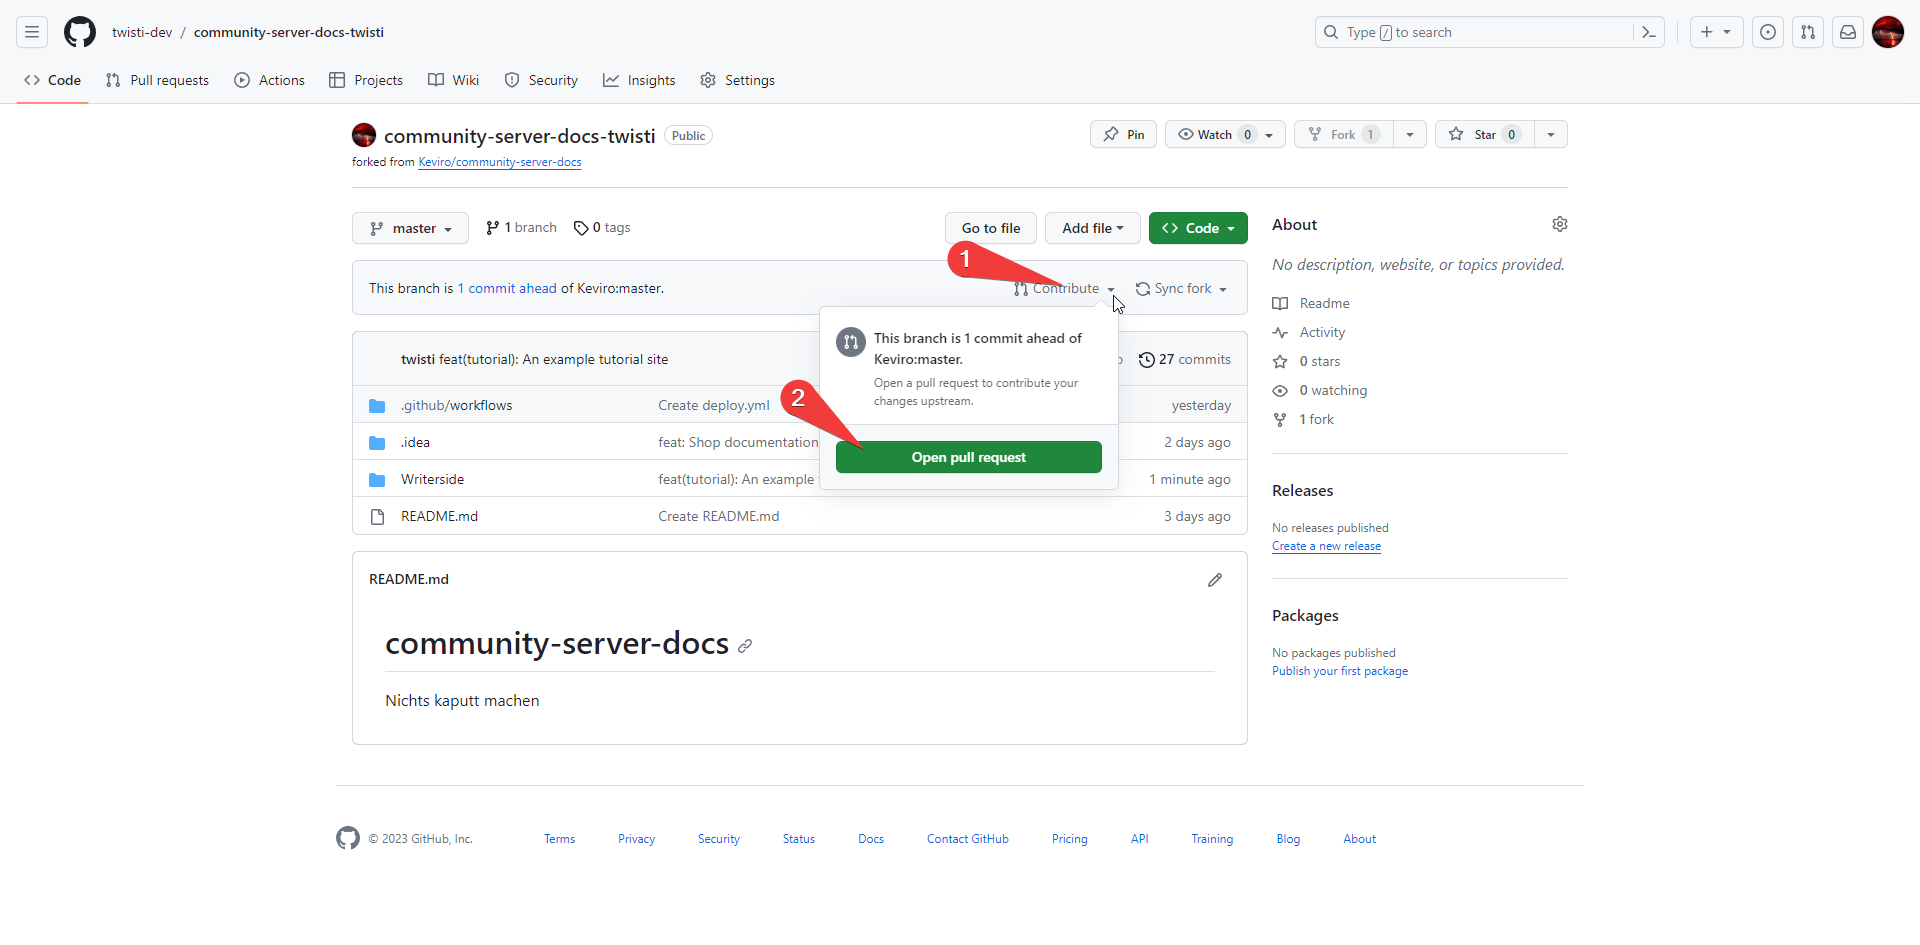 twisti-dev / community-server-docs-twisti
Type / to search
Code Pull requests Actions Projects Wiki Security Insights Settings
community-server-docs-twisti Public
Pin Watch 0 Fork 1 Star 0
forked from Keviro/community-server-docs
master 1 branch 0 tags
Go to file Add file Code
1
This branch is 1 commit ahead of Keviro:master.
Contribute Sync fork
This branch is 1 commit ahead of
Keviro:master.
Open a pull request to contribute your
changes upstream.
2
Open pull request
twisti feat(tutorial): An example tutorial site
27 commits
.github/workflows Create deploy.yml yesterday
.idea feat: Shop documentation 2 days ago
Writerside feat(tutorial): An example 1 minute ago
README.md Create README.md 3 days ago
README.md
community-server-docs
Nichts kaputt machen
About
No description, website, or topics provided.
Readme
Activity
0 stars
0 watching
1 fork
Releases
No releases published
Create a new release
Packages
No packages published
Publish your first package
© 2023 GitHub, Inc. Terms Privacy Security Status Docs Contact GitHub Pricing API Training Blog About